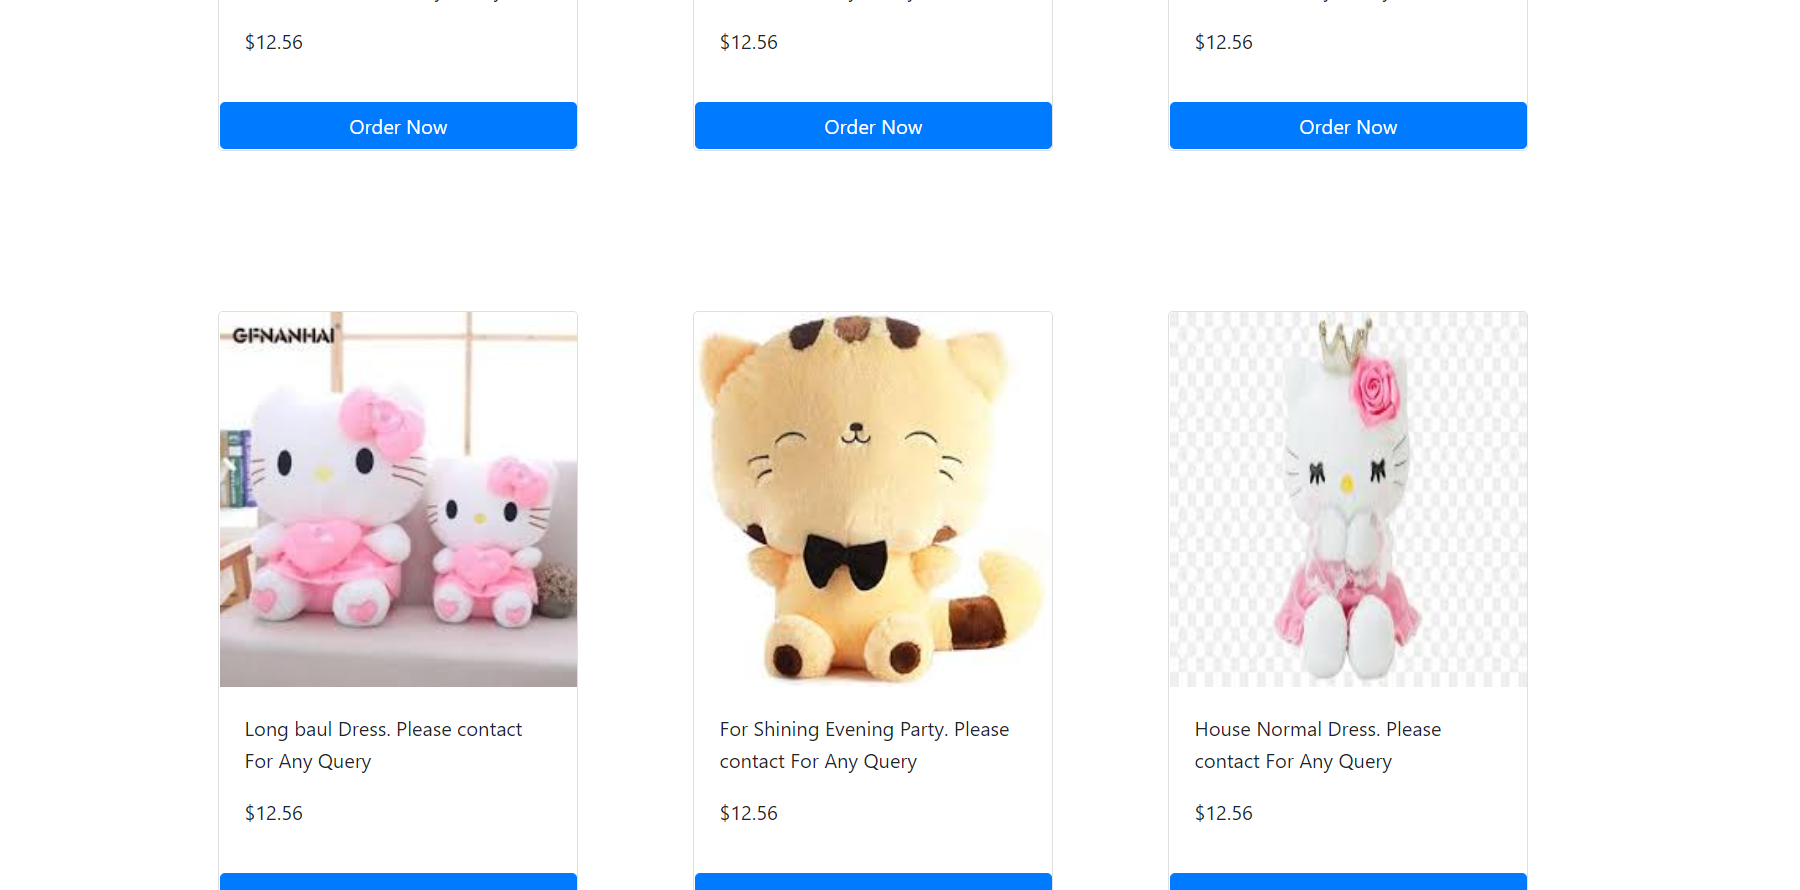 $12.56
$12.56
$12.56
Order Now
Order Now
Order Now
GFNANHAI
Long baul Dress. Please contact
For Any Query
$12.56
For Shining Evening Party. Please
contact For Any Query
$12.56
House Normal Dress. Please
contact For Any Query
$12.56